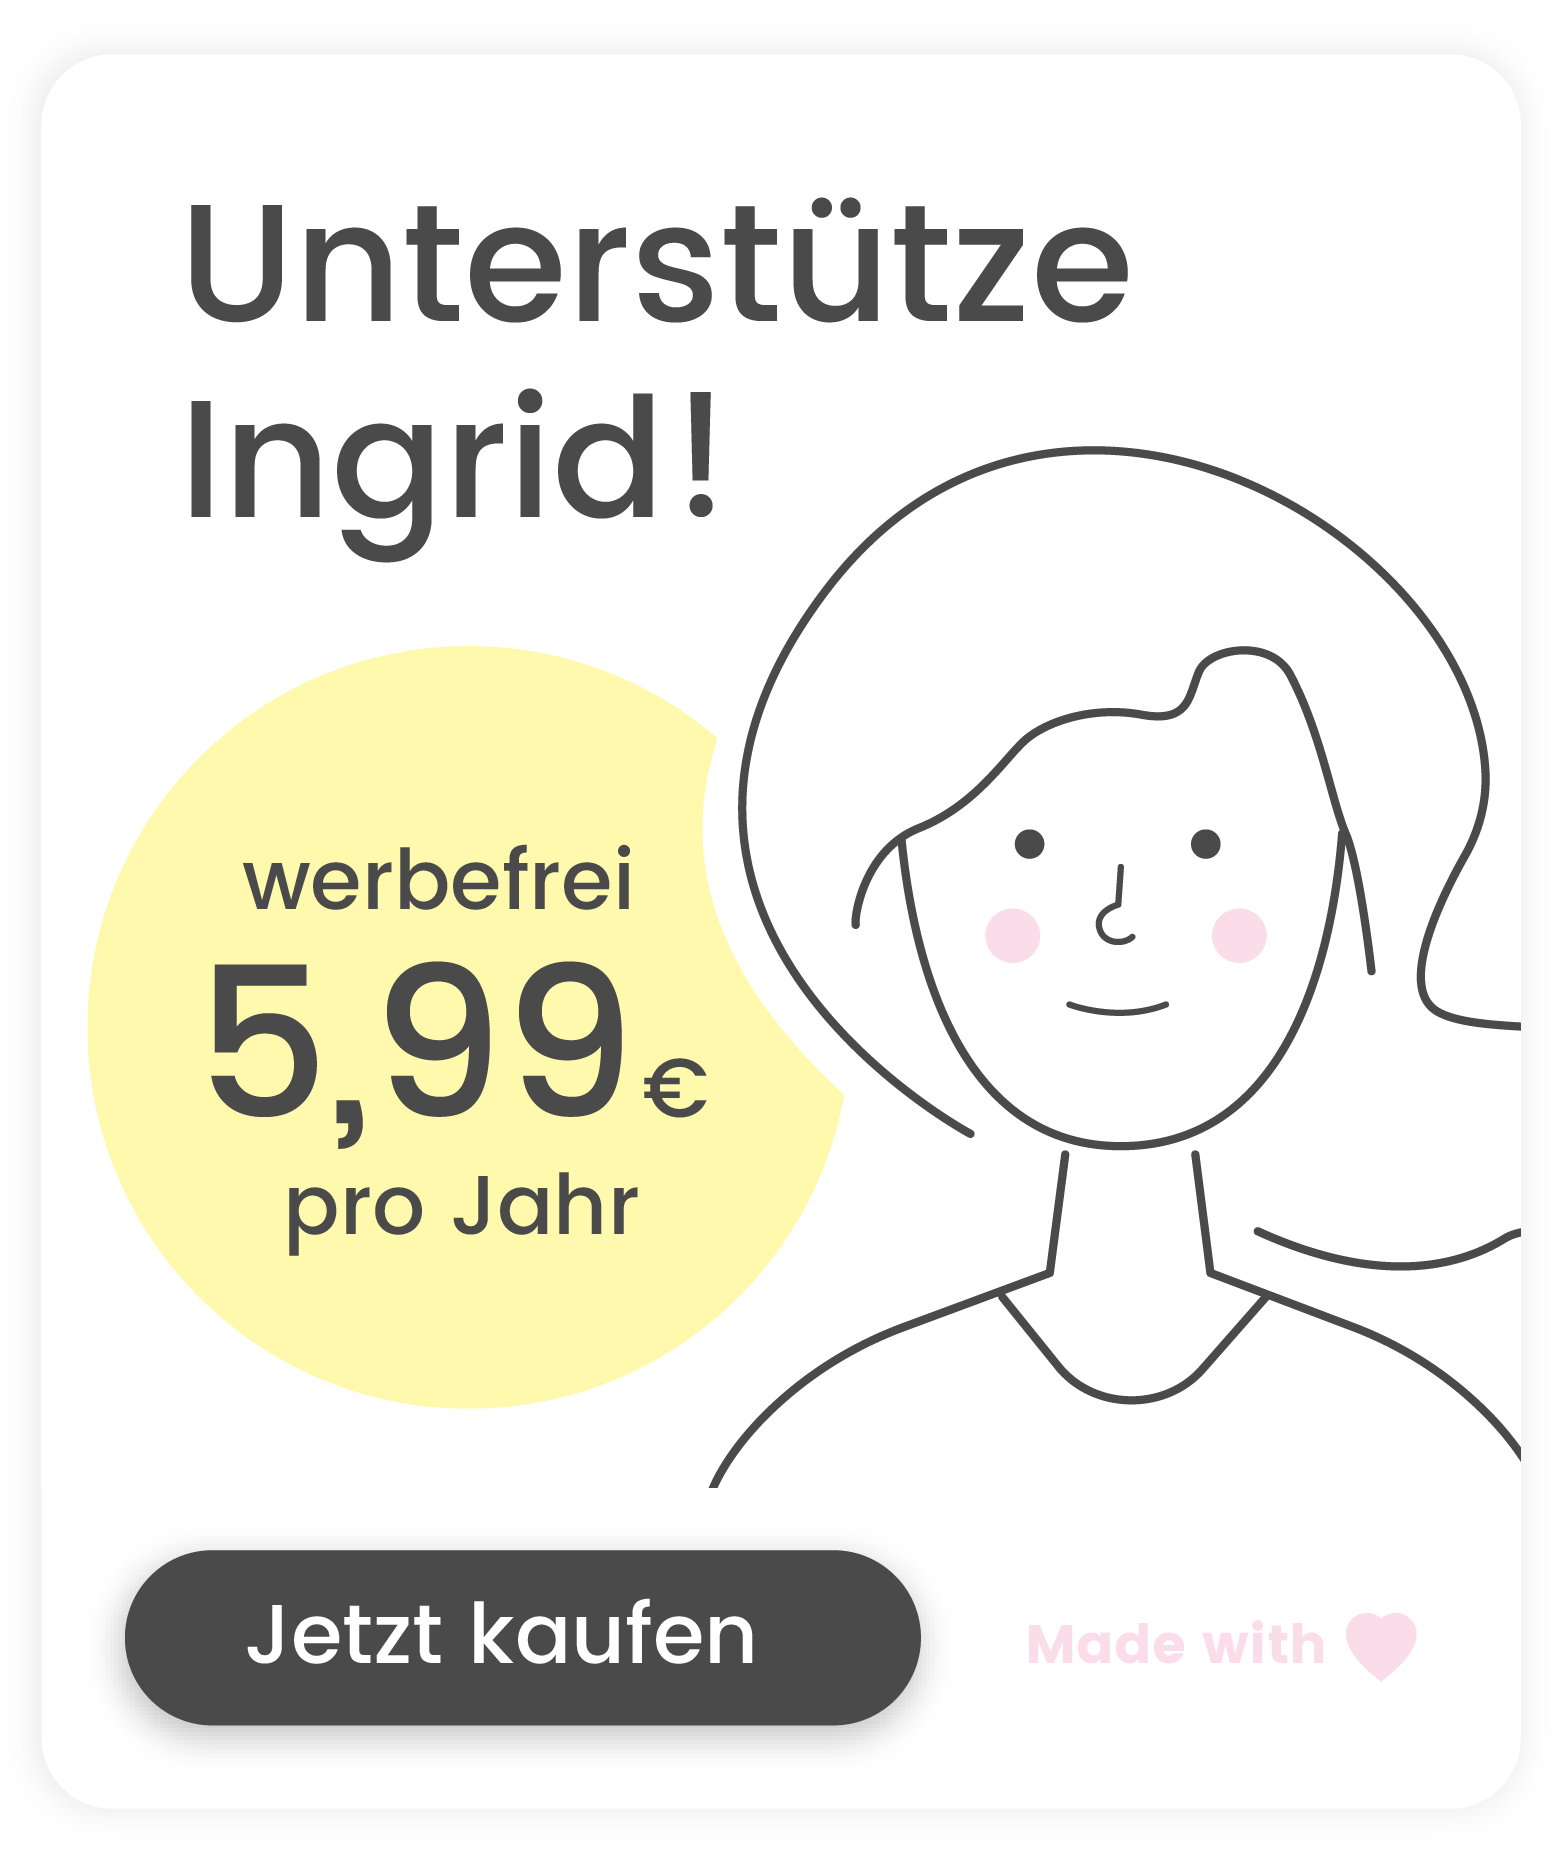 Unterstütze
Ingrid!
werbefrei
5,99€
pro Jahr
Jetzt kaufen
Made with